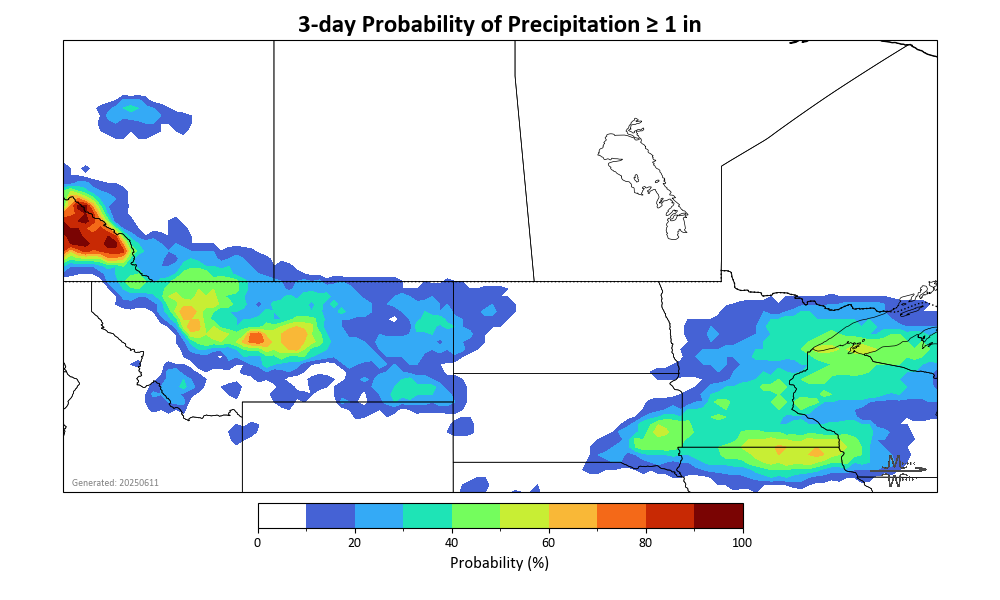 3-day Probability of Precipitation ≥ 1 in
Generated: 20250611
0 20 40 60 80 100
Probability (%)